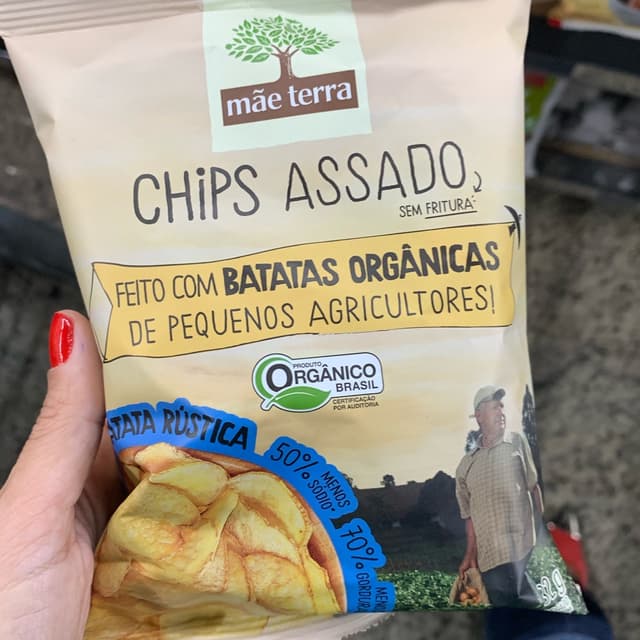 mãe terra
CHiPS ASSADO
SEM FRITURA
FEITO COM BATATAS ORGÂNICAS
DE PEQUENOS AGRICULTORES!
PRODUTO
ORGÂNICO
BRASIL
CERTIFICAÇÃO
POR AUDITORIA
RÚSTICA
50%
MENOS
SÓDIO*
70%